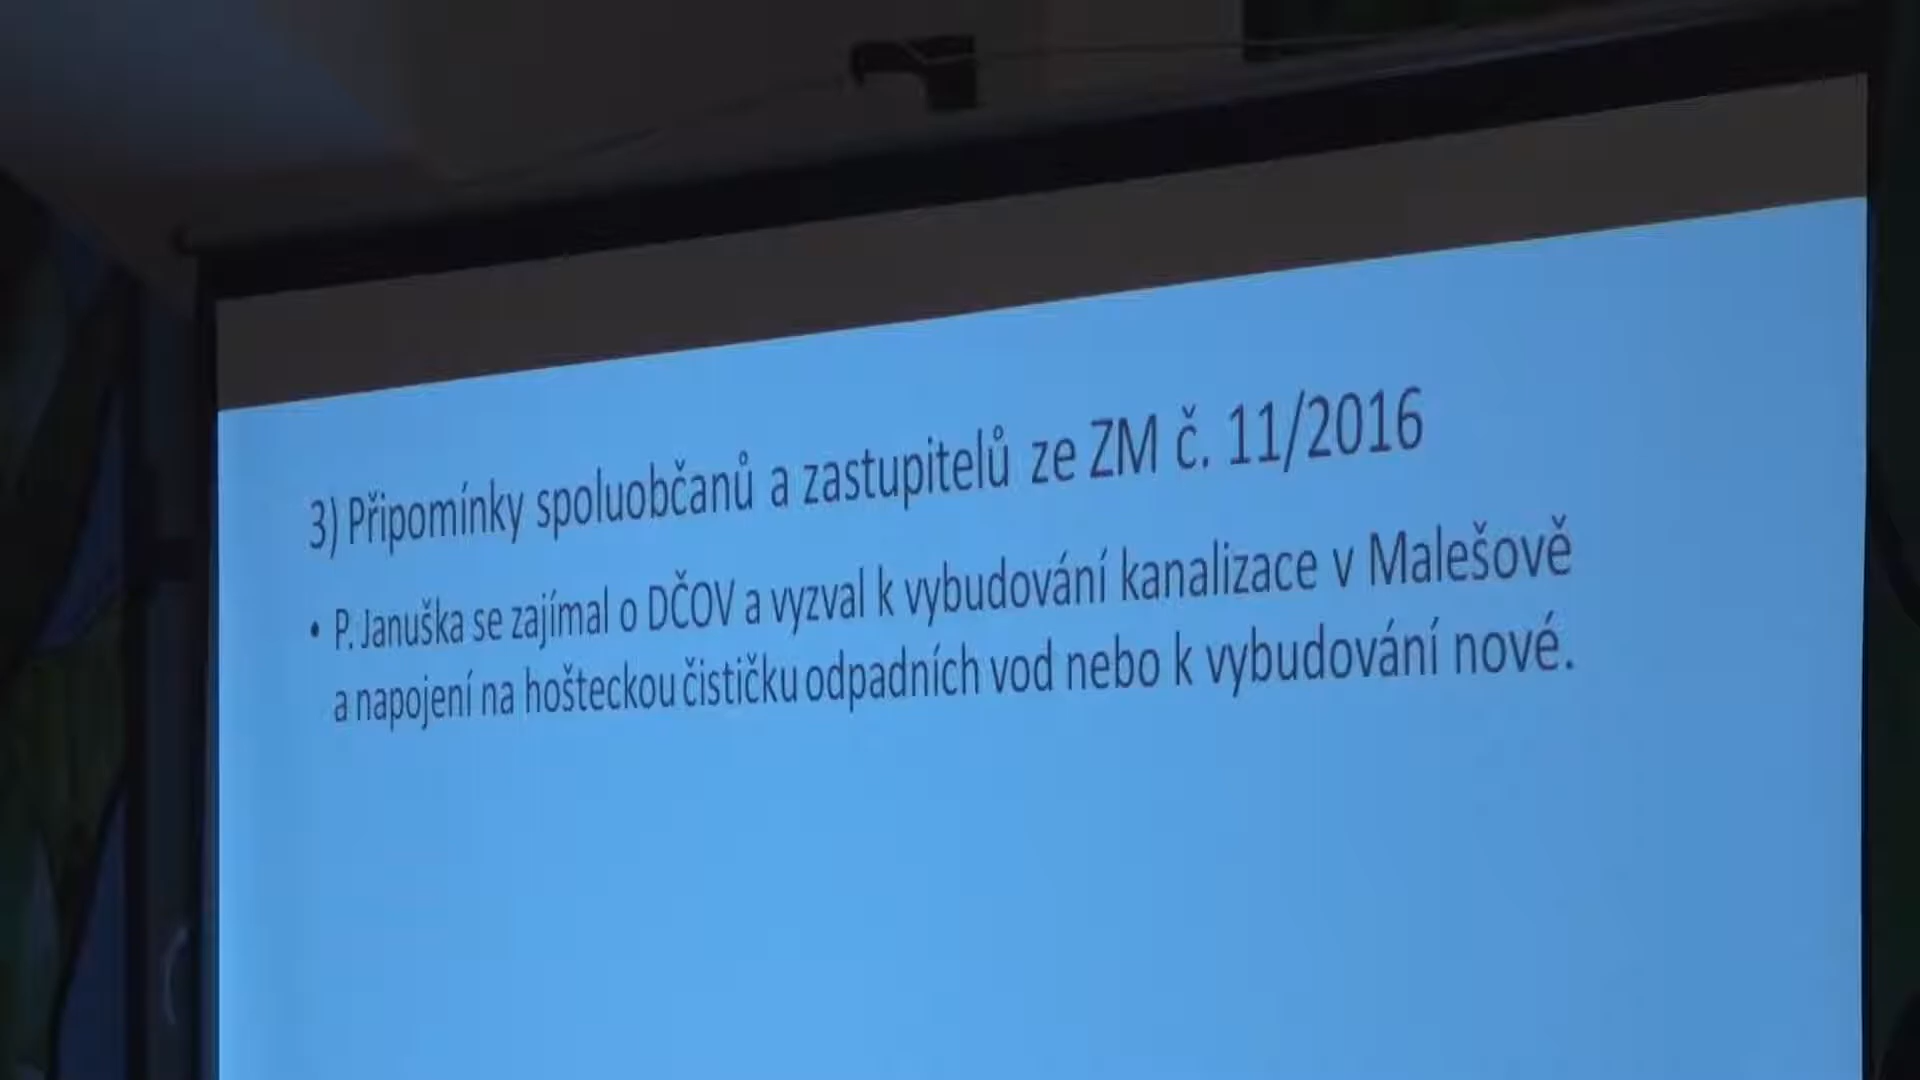 3) Připomínky spoluobčanů a zastupitelů ze ZM č. 11/2016
• P. Januška se zajímal o DČOV a vyzval k vybudování kanalizace v Malešově
a napojení na hošteckou čističku odpadních vod nebo k vybudování nové.